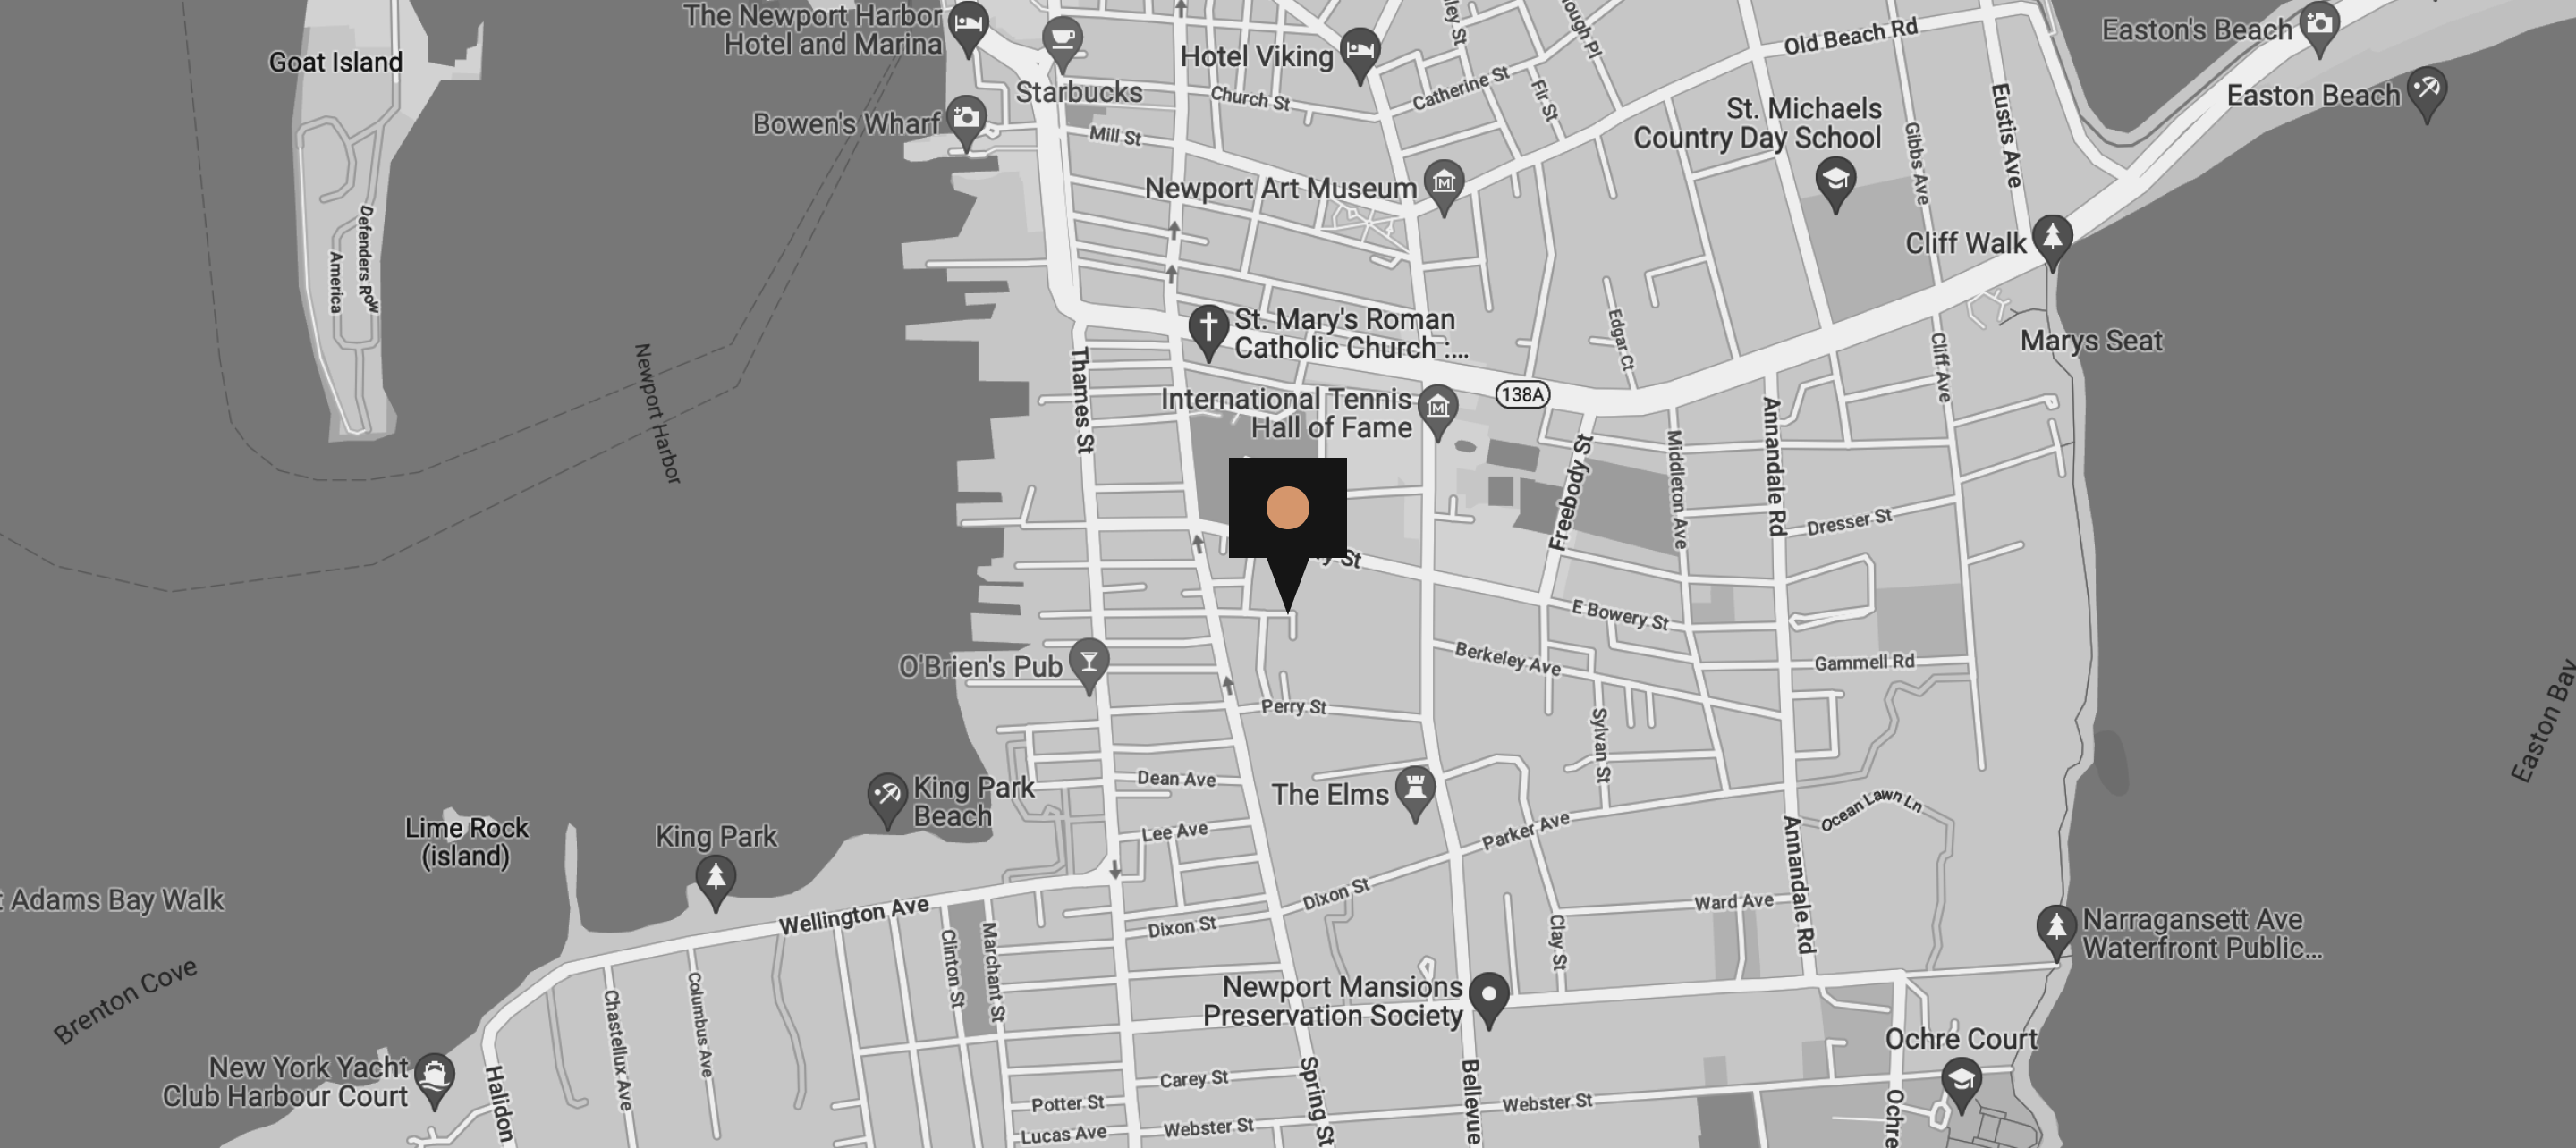 The Newport Harbor
Hotel and Marina
Goat Island
Starbucks
Hotel Viking
Old Beach Rd
Easton's Beach
Easton Beach
Bowen's Wharf
Church St
Catherine St
Fir St
St. Michaels
Country Day School
Gibbs Ave
Eustis Ave
Mill St
Newport Art Museum
Cliff Walk
Defenders Row
America
Newport Harbor
Thames St
St. Mary's Roman
Catholic Church :...
Edgar Ct
Marys Seat
Cliff Ave
International Tennis
Hall of Fame
138A
Freebody St
Middleton Ave
Annandale Rd
Dresser St
E Bowery St
Berkeley Ave
Gammell Rd
O'Brien's Pub
Perry St
Sylvan St
Easton Bay
King Park
Beach
Dean Ave
The Elms
Lime Rock
(island)
King Park
Lee Ave
Parker Ave
Ocean Lawn Ln
Annandale Rd
Adams Bay Walk
Wellington Ave
Dixon St
Dixon St
Ward Ave
Clay St
Narragansett Ave
Waterfront Public...
Brenton Cove
Chastellux Ave
Columbus Ave
Clinton St
Marchant St
Newport Mansions
Preservation Society
Ochre Court
New York Yacht
Club Harbour Court
Halidon
Spring St
Bellevue
Carey St
Potter St
Lucas Ave
Webster St
Webster St
Ochre